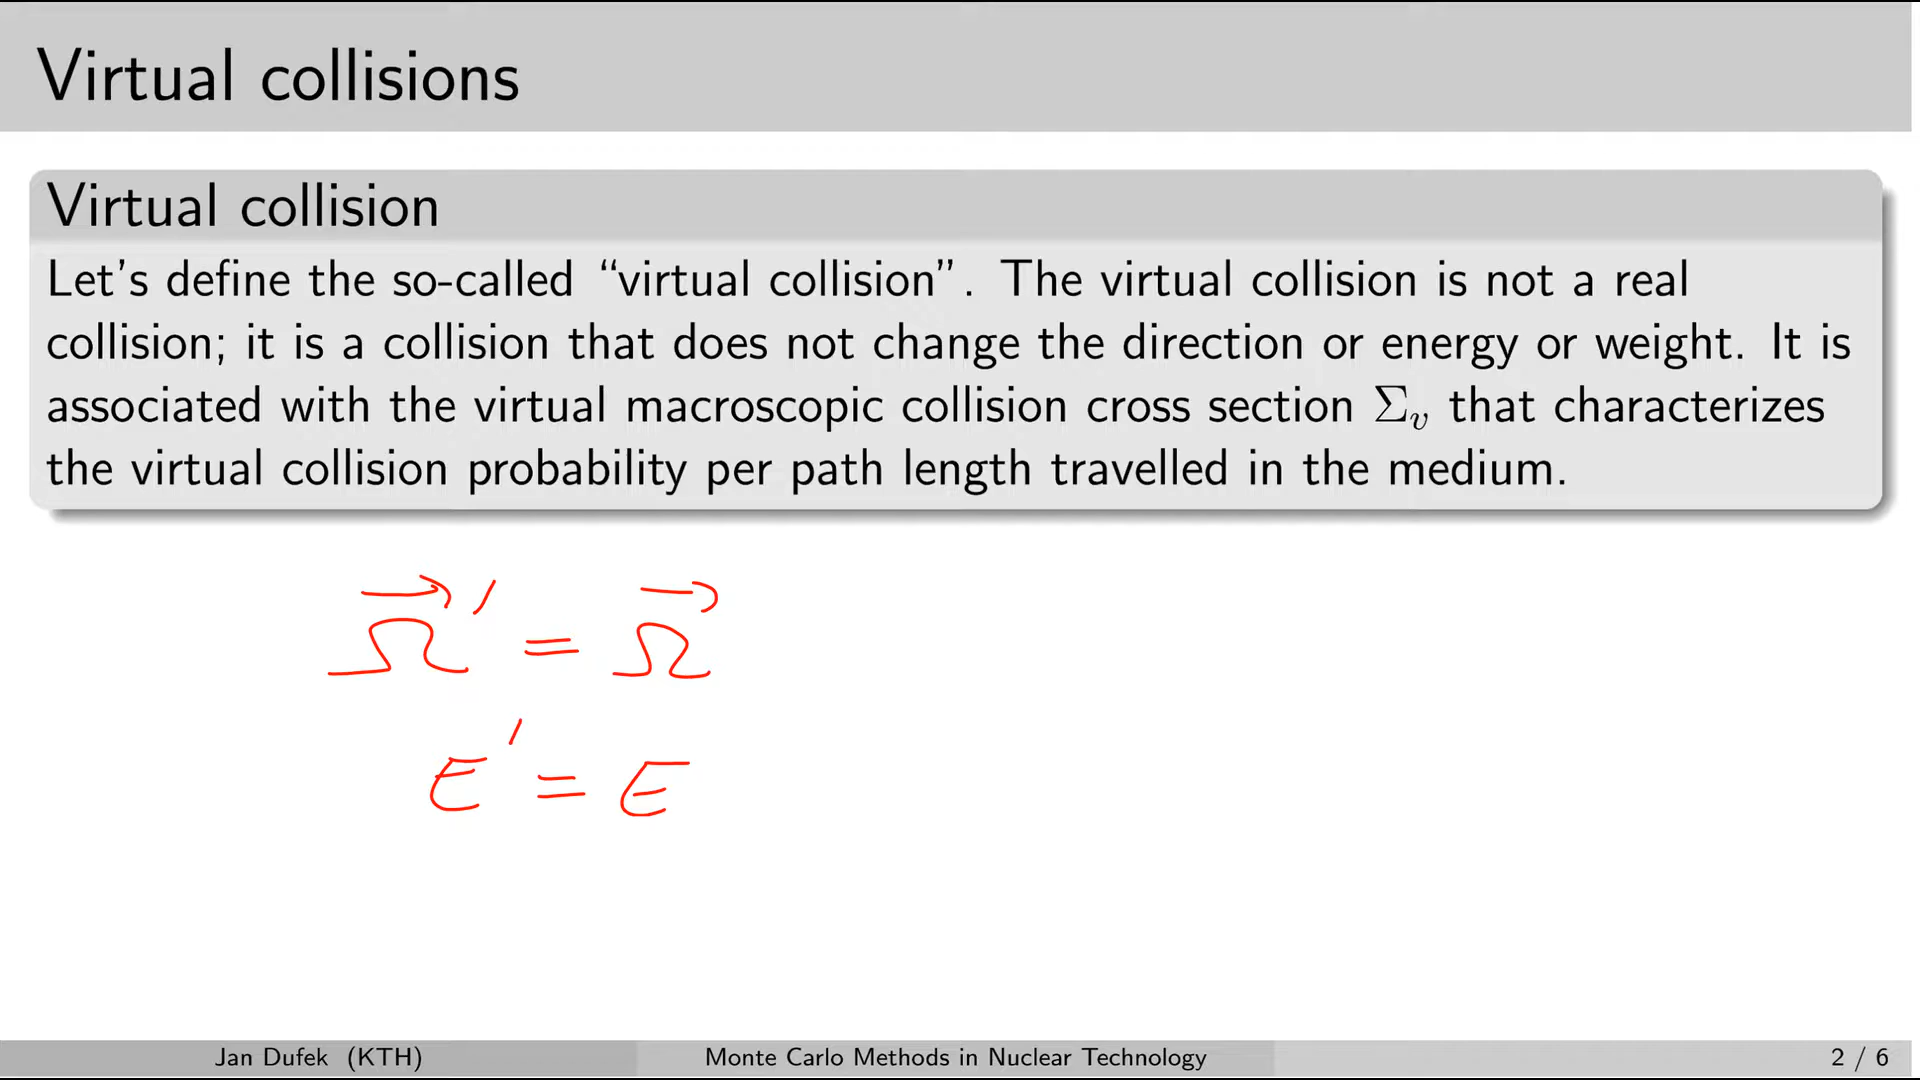 Virtual collisions
Virtual collision
Let's define the so-called “virtual collision”. The virtual collision is not a real
collision; it is a collision that does not change the direction or energy or weight. It is
associated with the virtual macroscopic collision cross section Σᵥ that characterizes
the virtual collision probability per path length travelled in the medium.
Ω⃗' = Ω⃗
E' = E
Jan Dufek (KTH) Monte Carlo Methods in Nuclear Technology 2 / 6